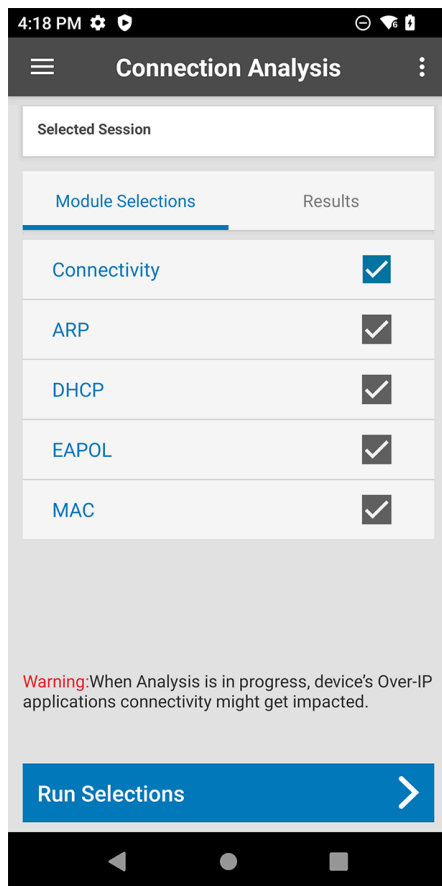 4:18 PM
Connection Analysis
Selected Session
Module Selections
Results
Connectivity
ARP
DHCP
EAPOL
MAC
Warning:When Analysis is in progress, device's Over-IP
applications connectivity might get impacted.
Run Selections